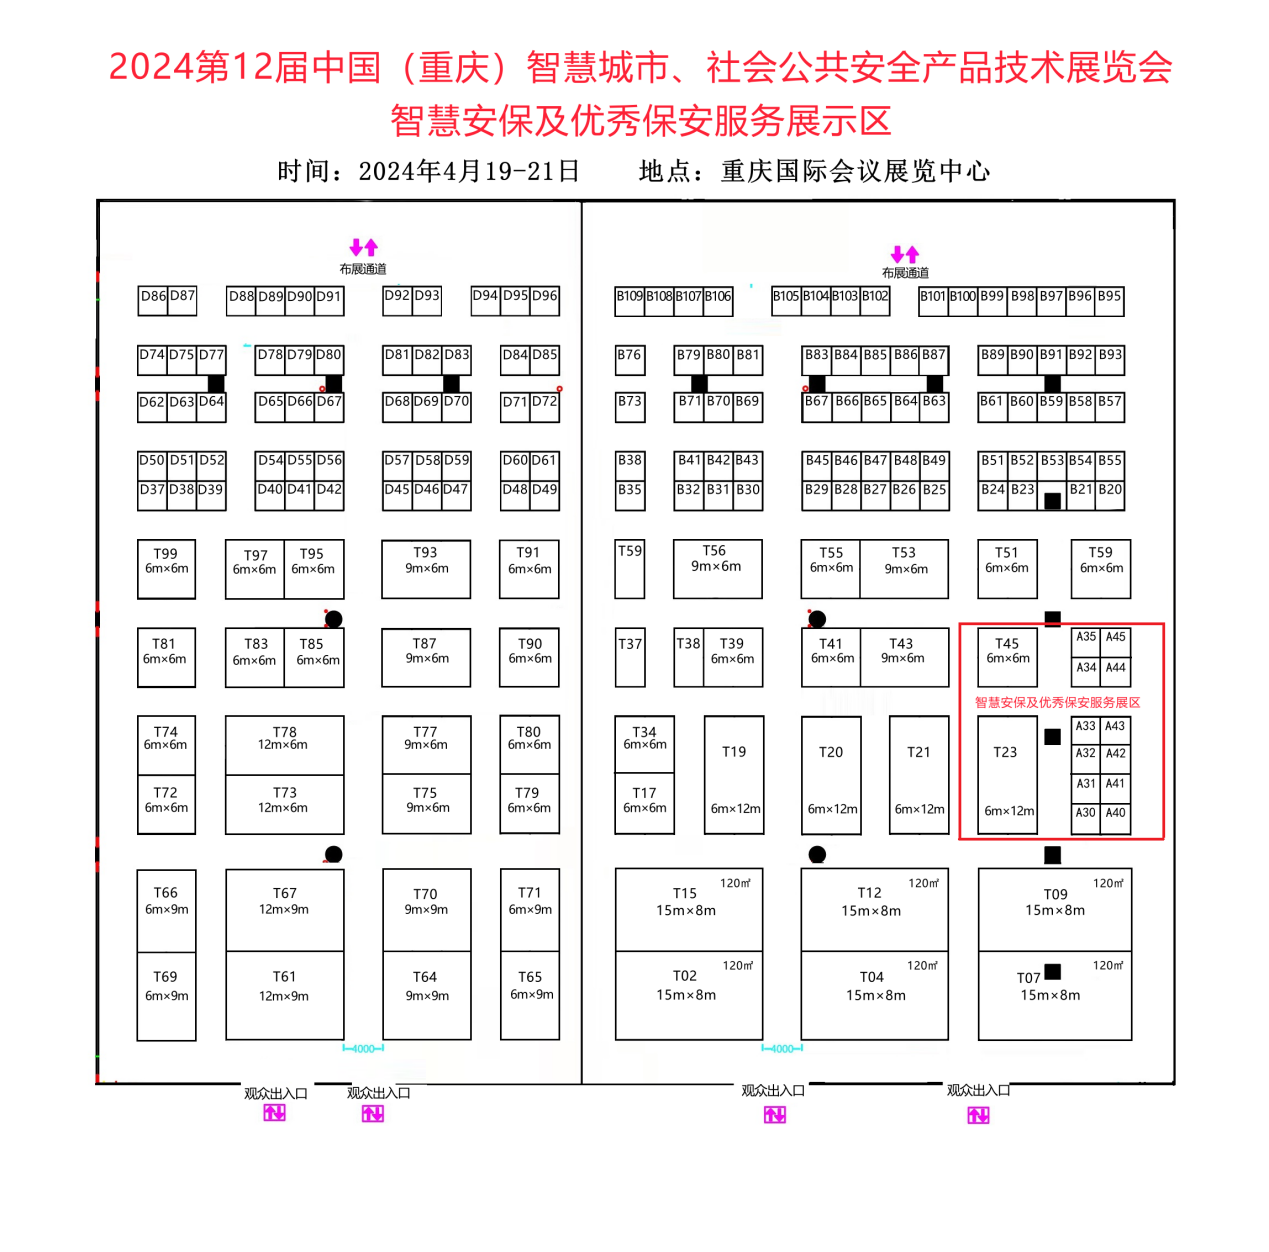 2024第12届中国（重庆）智慧城市、社会公共安全产品技术展览会
智慧安保及优秀保安服务展示区
时间：2024年4月19-21日 地点：重庆国际会议展览中心
布展通道 布展通道
D86 D87 D88 D89 D90 D91 D92 D93 D94 D95 D96 B109 B108 B107 B106 B105 B104 B103 B102 B101 B100 B99 B98 B97 B96 B95
D74 D75 D77 D78 D79 D80 D81 D82 D83 D84 D85 B76 B79 B80 B81 B83 B84 B85 B86 B87 B89 B90 B91 B92 B93
D62 D63 D64 D65 D66 D67 D68 D69 D70 D71 D72 B73 B71 B70 B69 B67 B66 B65 B64 B63 B61 B60 B59 B58 B57
D50 D51 D52 D54 D55 D56 D57 D58 D59 D60 D61 B38 B41 B42 B43 B45 B46 B47 B48 B49 B51 B52 B53 B54 B55
D37 D38 D39 D40 D41 D42 D45 D46 D47 D48 D49 B35 B32 B31 B30 B29 B28 B27 B26 B25 B24 B23 B21 B20
T99 T97 T95 T93 T91 T59 T56 T55 T53 T51 T59
6m×6m 6m×6m 6m×6m 9m×6m 6m×6m 9m×6m 6m×6m 9m×6m 6m×6m 6m×6m
T81 T83 T85 T87 T90 T37 T38 T39 T41 T43 T45 A35 A45
6m×6m 6m×6m 6m×6m 9m×6m 6m×6m 6m×6m 6m×6m 9m×6m 6m×6m A34 A44
智慧安保及优秀保安服务展区
T74 T78 T77 T80 T34 A33 A43
6m×6m 12m×6m 9m×6m 6m×6m 6m×6m T19 T20 T21 T23 A32 A42
T72 T73 T75 T79 T17 A31 A41
6m×6m 12m×6m 9m×6m 6m×6m 6m×6m 6m×12m 6m×12m 6m×12m 6m×12m A30 A40
120㎡ 120㎡ 120㎡
T66 T67 T70 T71 T15 T12 T09
6m×9m 12m×9m 9m×9m 6m×9m 15m×8m 15m×8m 15m×8m
120㎡ 120㎡ 120㎡
T69 T61 T64 T65 T02 T04 T07
6m×9m 12m×9m 9m×9m 6m×9m 15m×8m 15m×8m 15m×8m
4000 4000
观众出入口 观众出入口 观众出入口 观众出入口